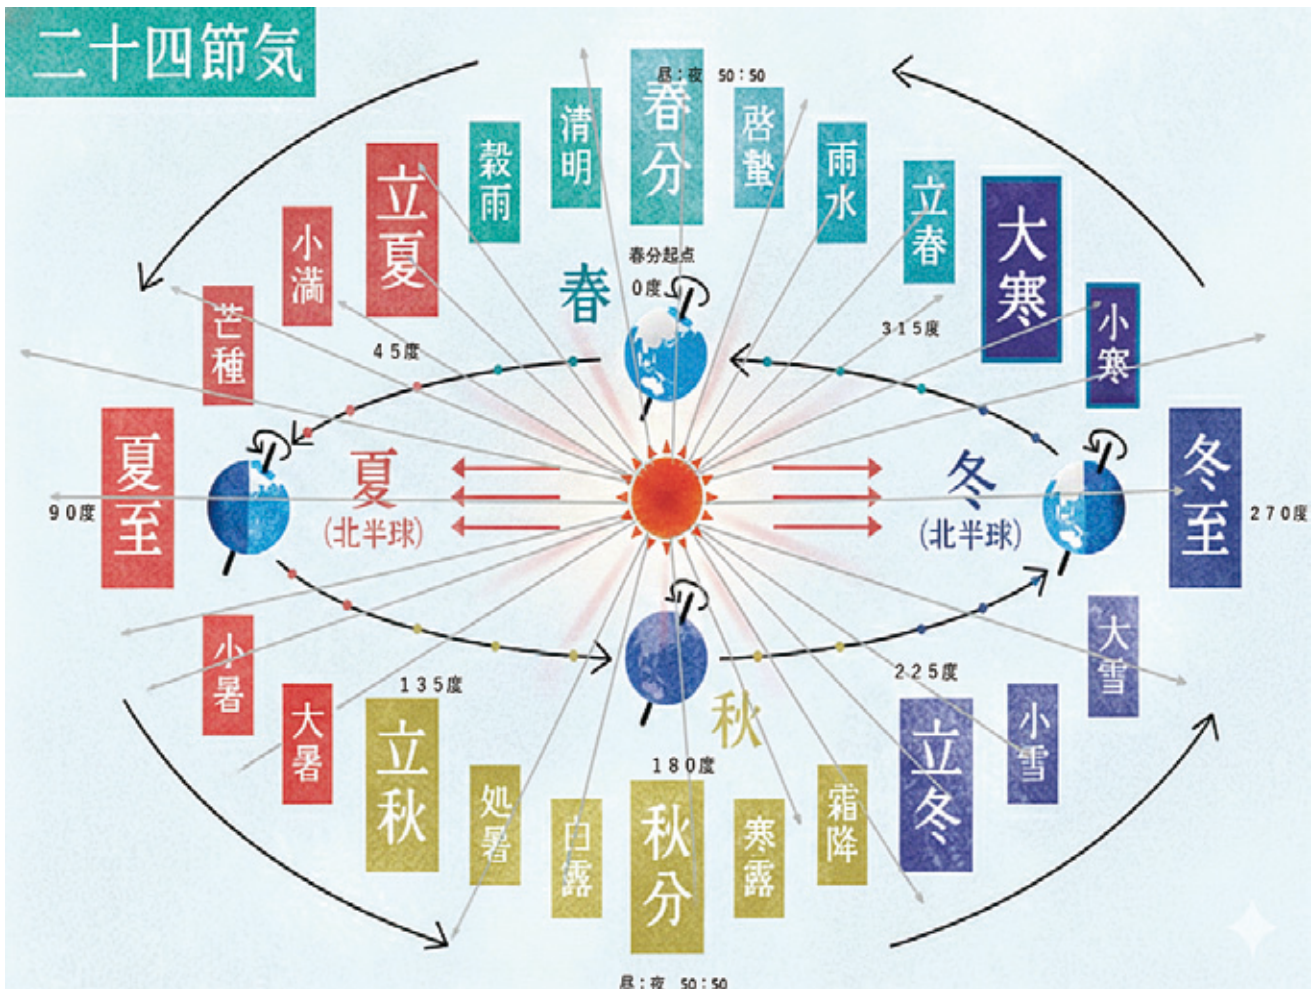 二十四節気
昼：夜 50：50
春分
清明
啓蟄
穀雨
雨水
立夏
立春
小満
大寒
芒種
小寒
春分起点
0度
春
45度
315度
夏至
90度
夏
(北半球)
冬
(北半球)
冬至
270度
小暑
大雪
大暑
小雪
135度
225度
立秋
立冬
秋
180度
処暑
霜降
白露
寒露
秋分
昼：夜 50：50